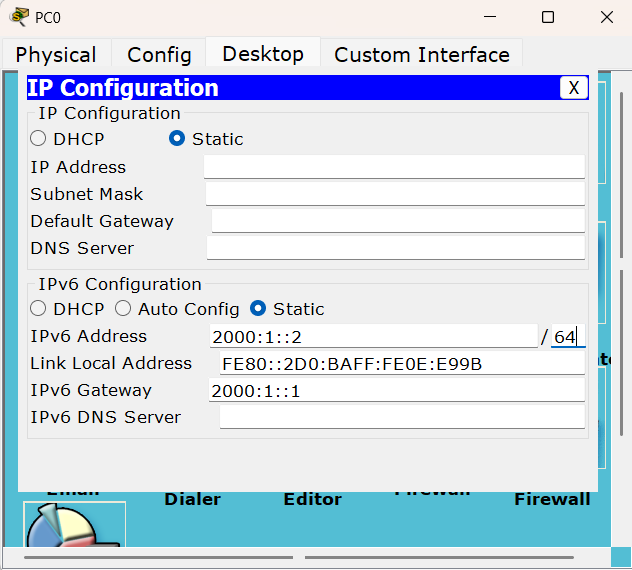 PC0
Physical Config Desktop Custom Interface
IP Configuration X
IP Configuration
DHCP Static
IP Address
Subnet Mask
Default Gateway
DNS Server
IPv6 Configuration
DHCP Auto Config Static
IPv6 Address 2000:1::2 / 64
Link Local Address FE80::2D0:BAFF:FE0E:E99B
IPv6 Gateway 2000:1::1
IPv6 DNS Server
Email Dialer Editor Firewall Firewall